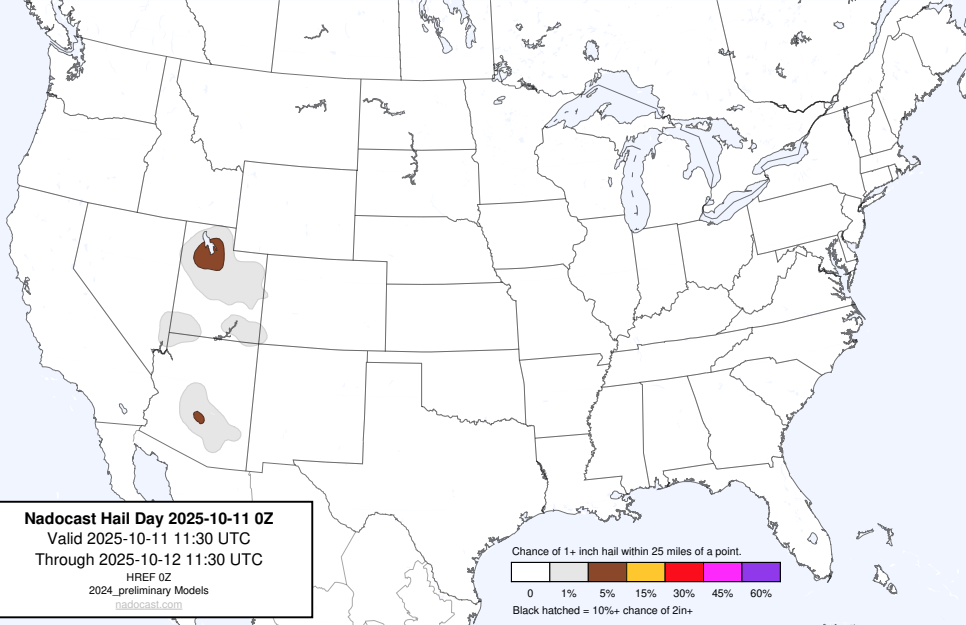 Nadocast Hail Day 2025-10-11 0Z
Valid 2025-10-11 11:30 UTC
Through 2025-10-12 11:30 UTC
HREF 0Z
2024_preliminary Models
nadocast.com
Chance of 1+ inch hail within 25 miles of a point.
0 1% 5% 15% 30% 45% 60%
Black hatched = 10%+ chance of 2in+